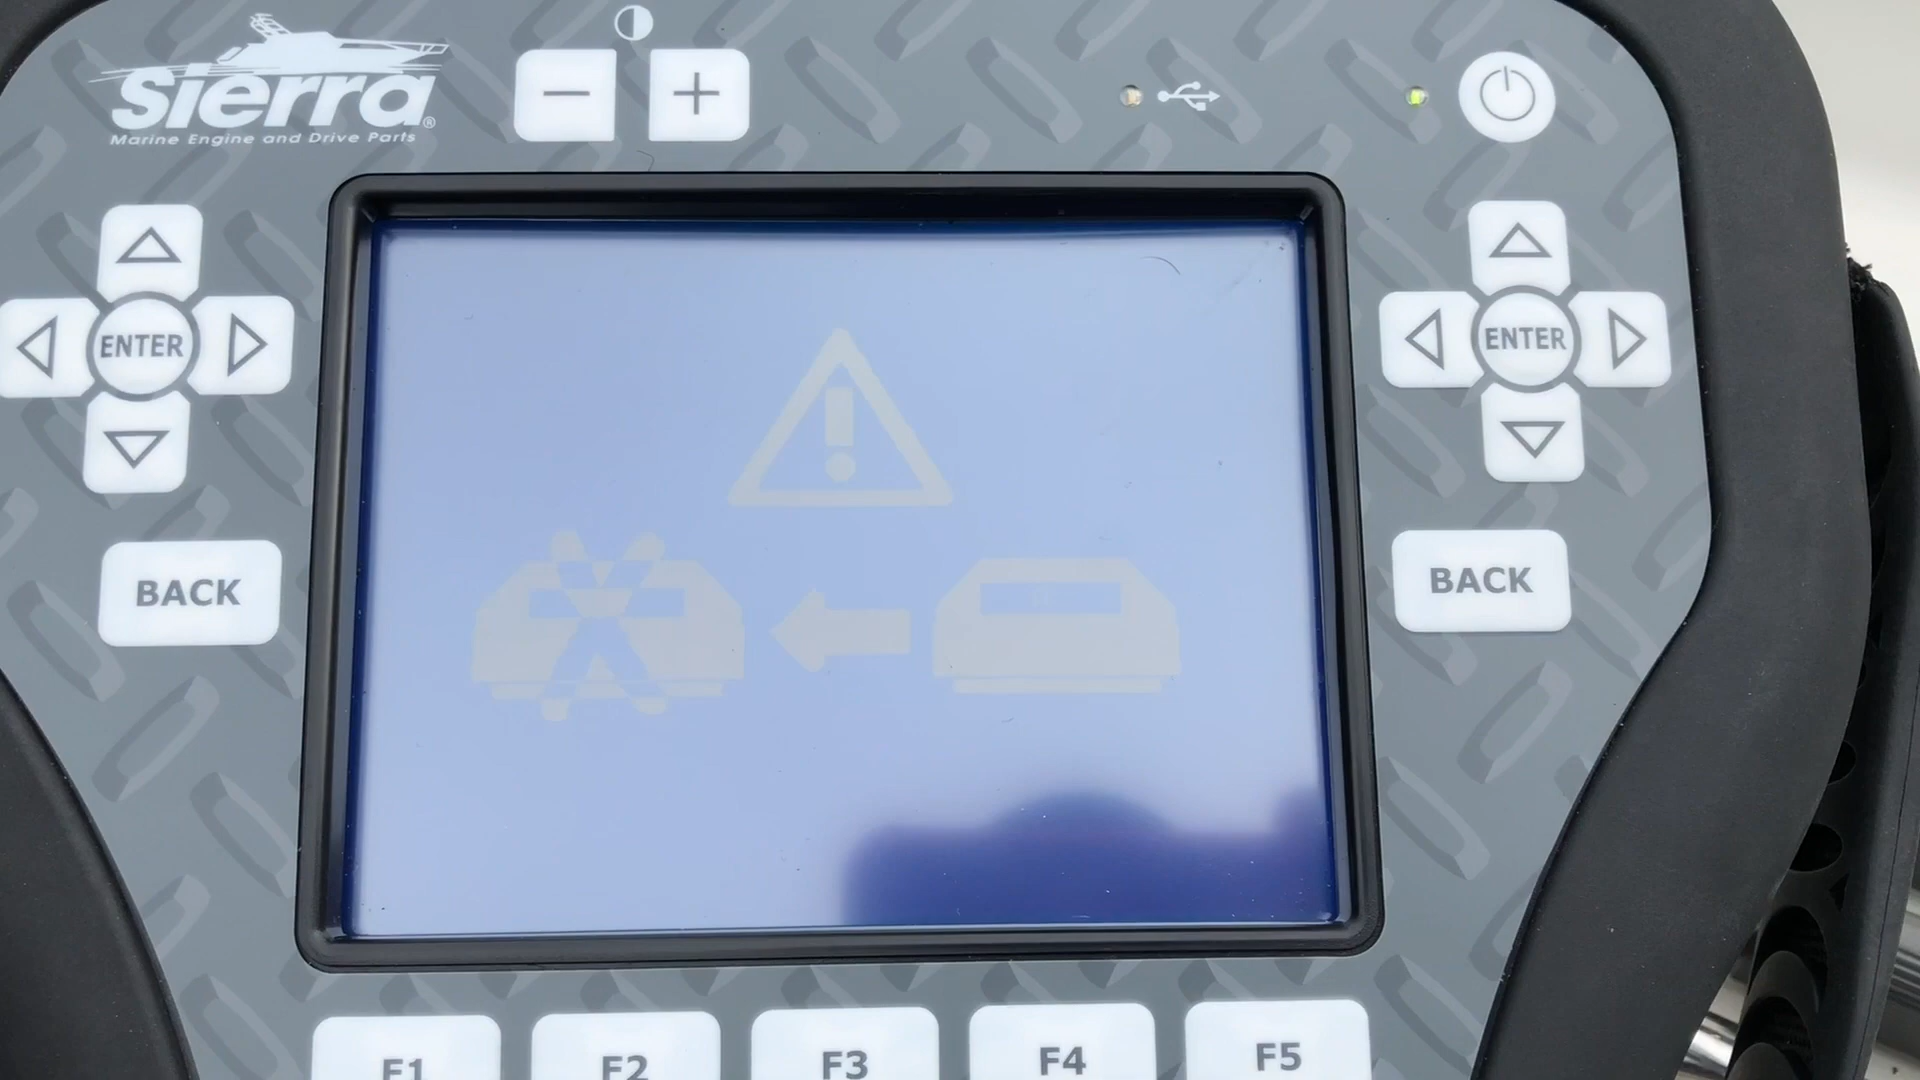 Sierra®
Marine Engine and Drive Parts
ENTER
ENTER
BACK
BACK
F1
F2
F3
F4
F5